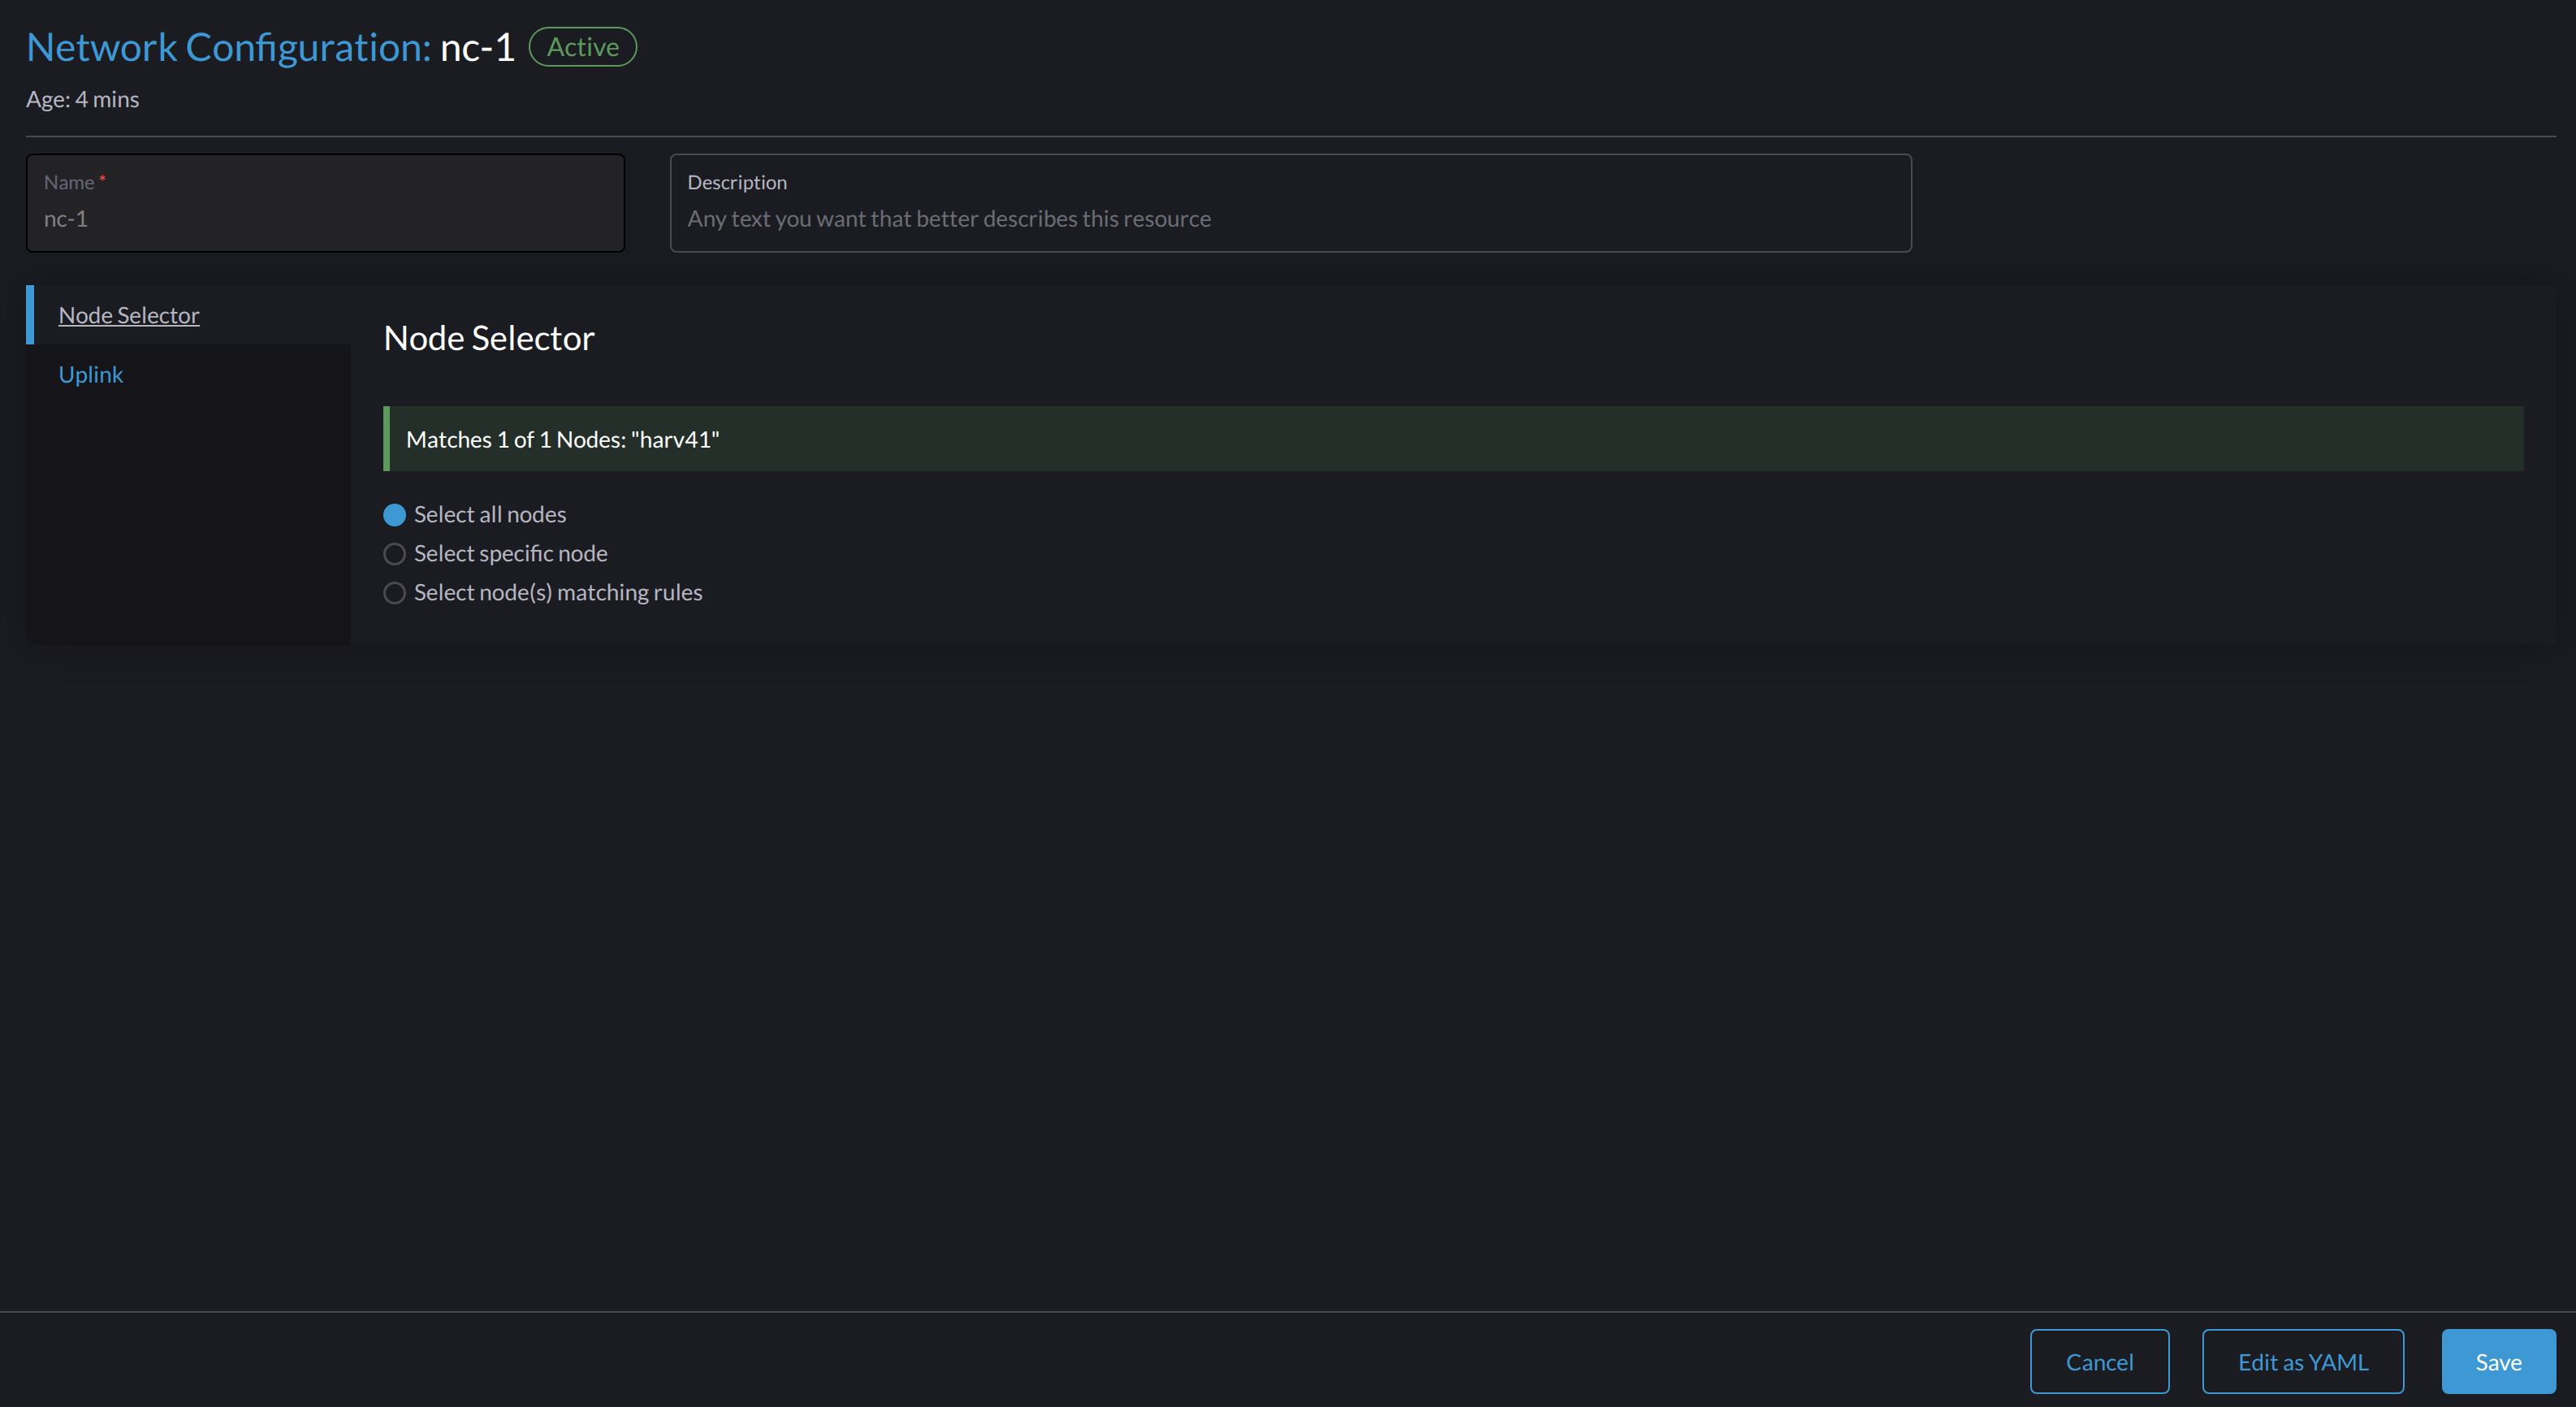 Network Configuration: nc-1 Active
Age: 4 mins
Name *
nc-1
Description
Any text you want that better describes this resource
Node Selector
Uplink
Node Selector
Matches 1 of 1 Nodes: "harv41"
Select all nodes
Select specific node
Select node(s) matching rules
Cancel
Edit as YAML
Save